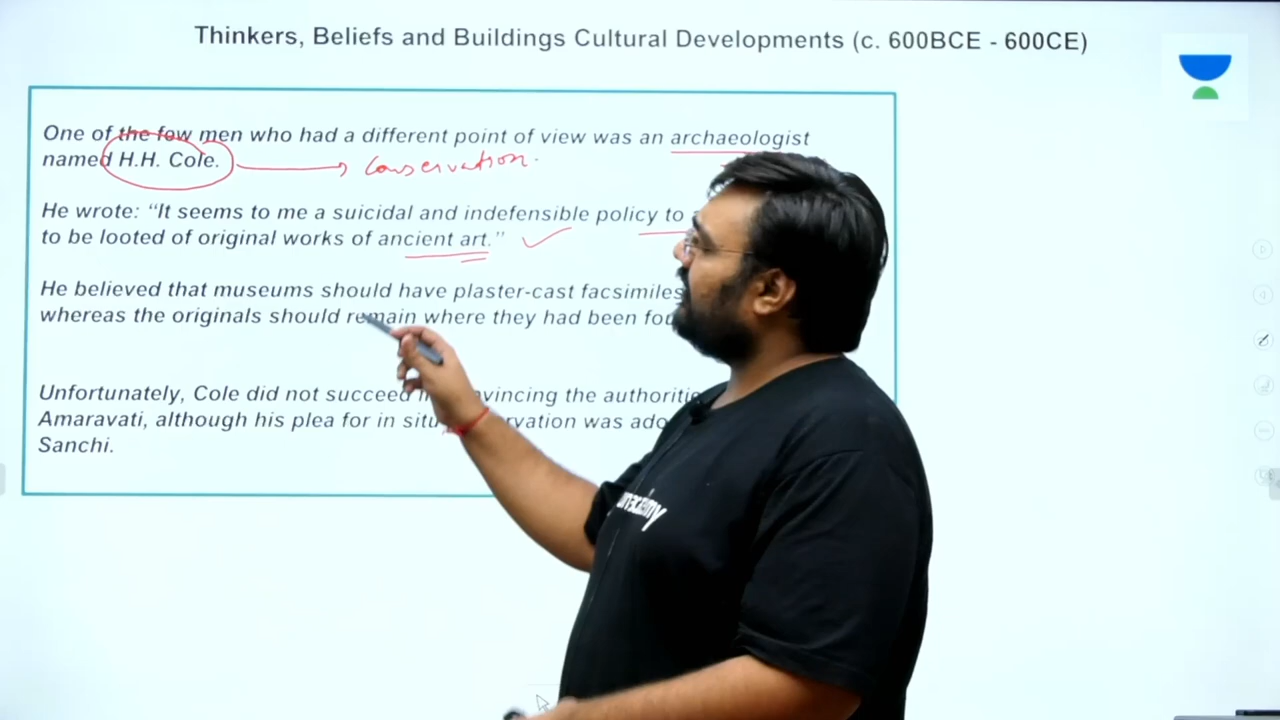 Thinkers, Beliefs and Buildings Cultural Developments (c. 600BCE - 600CE)
One of the few men who had a different point of view was an archaeologist
named H.H. Cole. conservation.
He wrote: “It seems to me a suicidal and indefensible policy to
to be looted of original works of ancient art.”
He believed that museums should have plaster-cast facsimiles
whereas the originals should remain where they had been
Unfortunately, Cole did not succeed the
Amaravati, although his plea for in situ was
Sanchi.